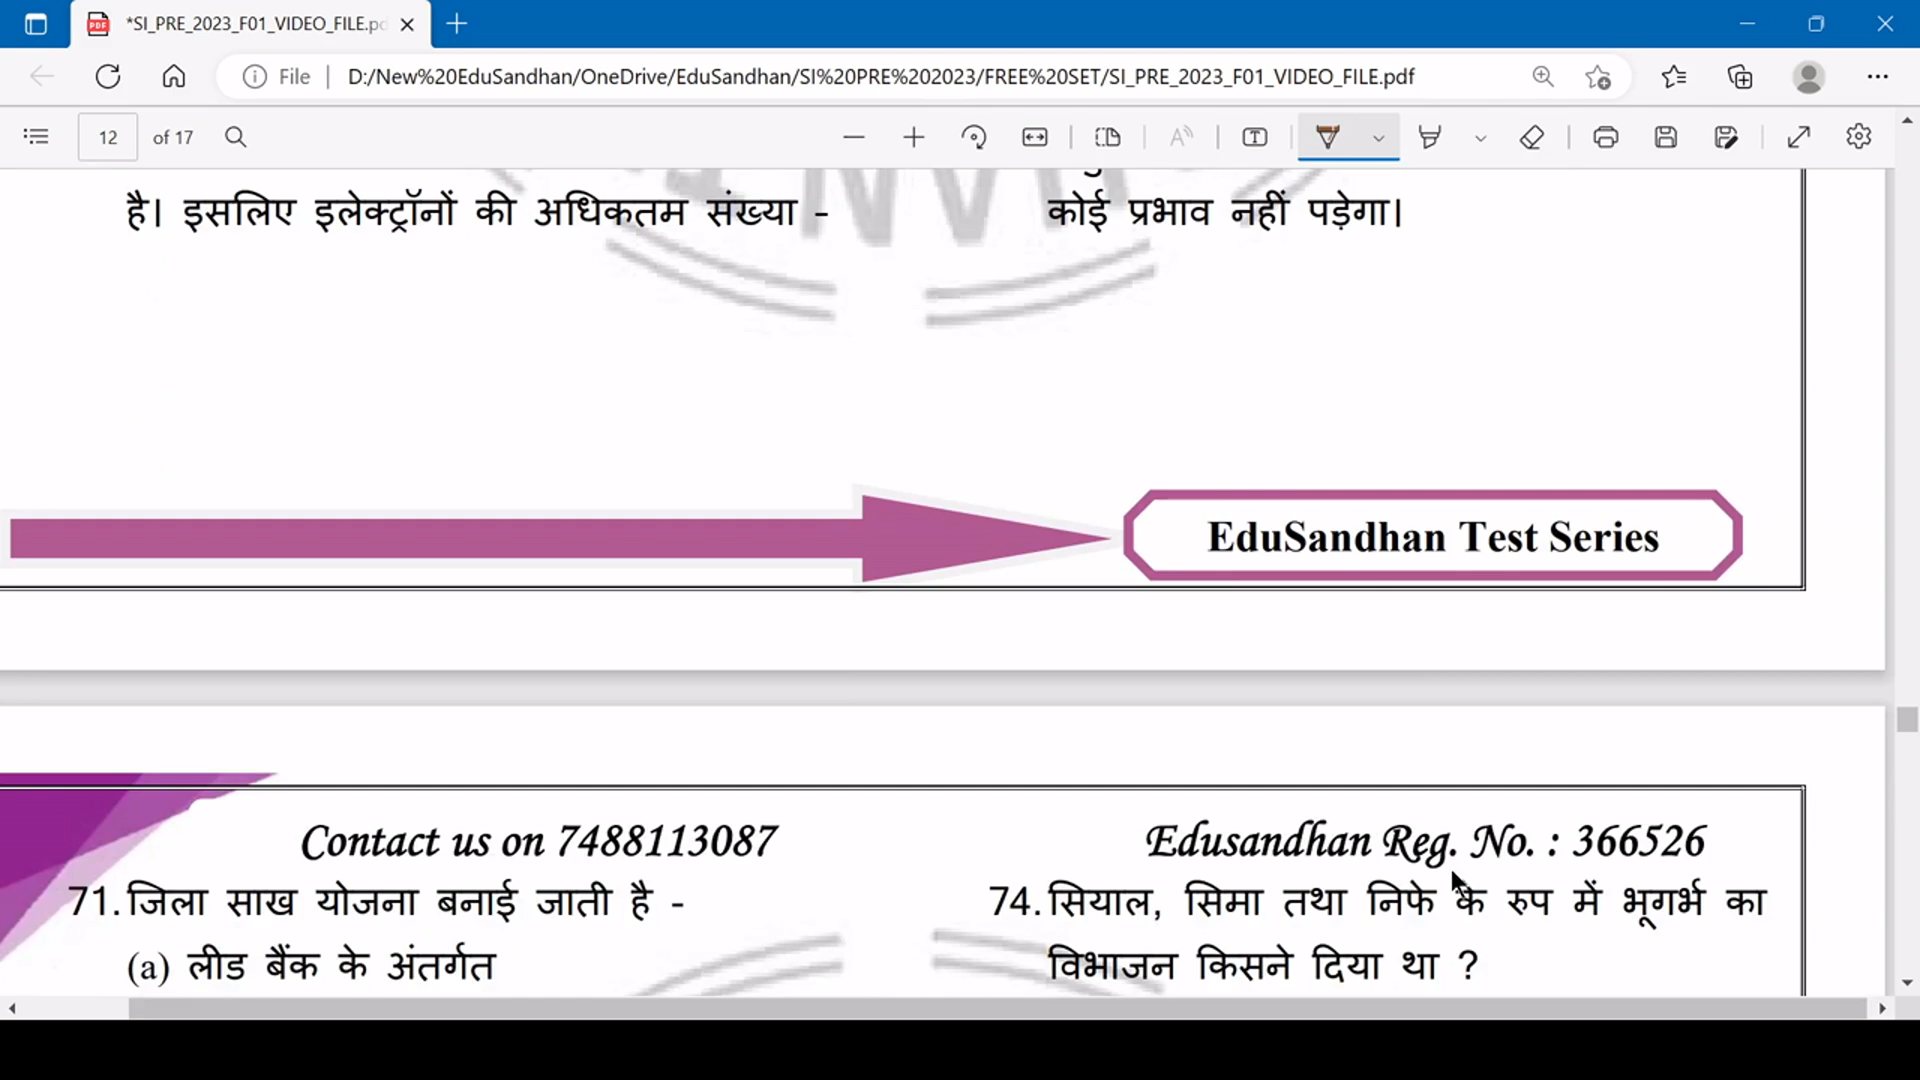 *SI_PRE_2023_F01_VIDEO_FILE.pd
File
D:/New%20EduSandhan/OneDrive/EduSandhan/SI%20PRE%202023/FREE%20SET/SI_PRE_2023_F01_VIDEO_FILE.pdf
12 of 17
है। इसलिए इलेक्ट्रॉनों की अधिकतम संख्या -
कोई प्रभाव नहीं पड़ेगा।
EduSandhan Test Series
Contact us on 7488113087
Edusandhan Reg. No. : 366526
71. जिला साख योजना बनाई जाती है -
(a) लीड बैंक के अंतर्गत
74. सियाल, सिमा तथा निफे के रुप में भूगर्भ का
विभाजन किसने दिया था ?